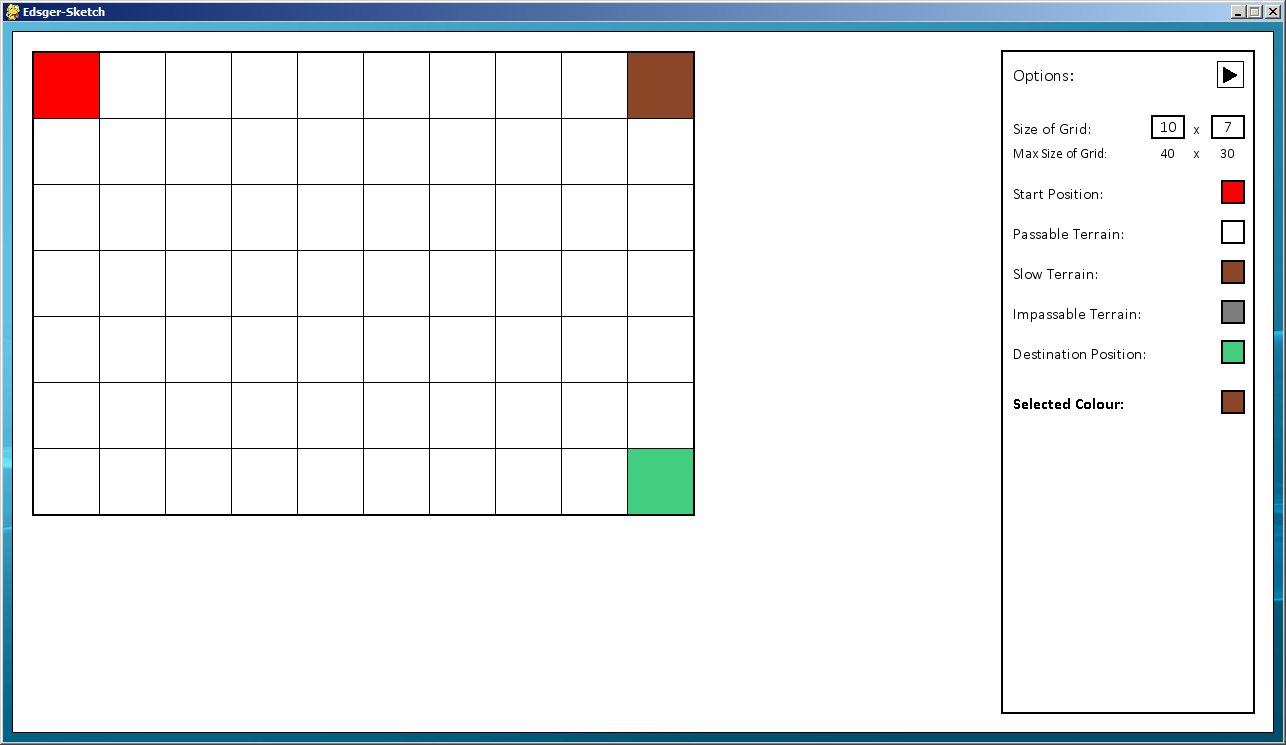 Edsger-Sketch
Options:
Size of Grid: 10 x 7
Max Size of Grid: 40 x 30
Start Position:
Passable Terrain:
Slow Terrain:
Impassable Terrain:
Destination Position:
Selected Colour: